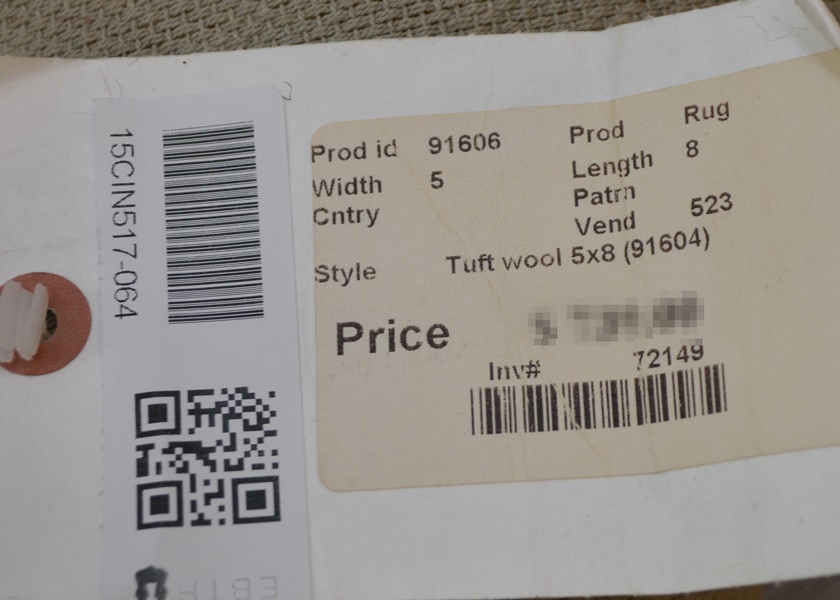 15CIN517-064
Prod id 91606 Prod Rug
Width 5 Length 8
Cntry Patrn
Vend 523
Style Tuft wool 5x8 (91604)
Price
Inv# 72149